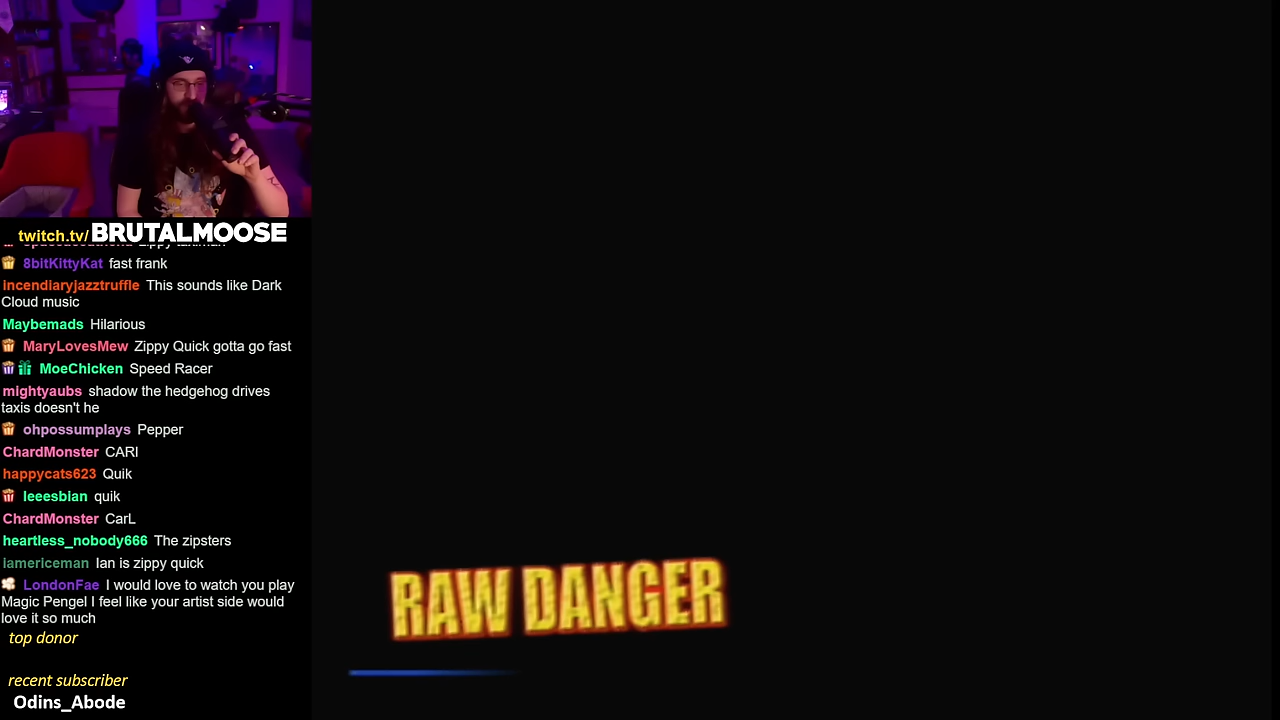 twitch.tv/BRUTALMOOSE
8bitKittyKat fast frank
incendiaryjazztruffle This sounds like Dark
Cloud music
Maybemads Hilarious
MaryLovesMew Zippy Quick gotta go fast
MoeChicken Speed Racer
mightyaubs shadow the hedgehog drives
taxis doesn't he
ohpossumplays Pepper
ChardMonster CARl
happycats623 Quik
leeesbian quik
ChardMonster CarL
heartless_nobody666 The zipsters
iamericeman Ian is zippy quick
LondonFae I would love to watch you play
Magic Pengel I feel like your artist side would
love it so much
top donor
recent subscriber
Odins_Abode
RAW DANGER